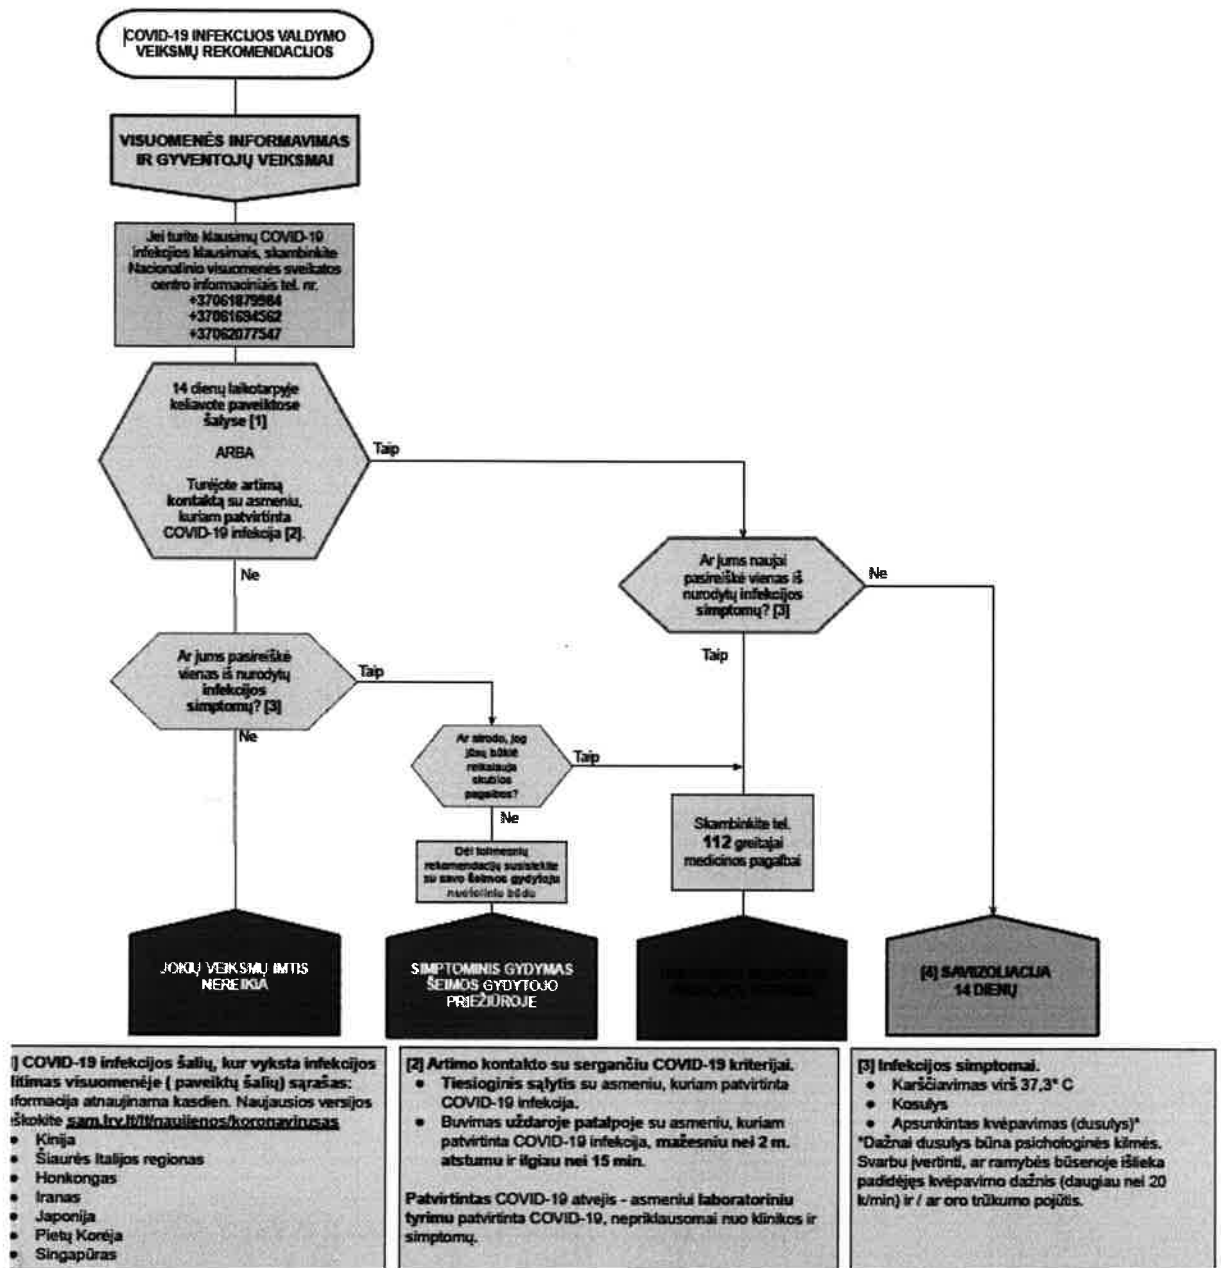 COVID-19 INFEKCIJOS VALDYMO
VEIKSMŲ REKOMENDACIJOS
VISUOMENĖS INFORMAVIMAS
IR GYVENTOJŲ VEIKSMAI
Jei turite klausimų COVID-19
infekcijos klausimais, skambinkite
Nacionalinio visuomenės sveikatos
centro informaciniais tel. nr.
+37061879984
+37061694562
+37062077547
14 dienų laikotarpyje
keliavote paveiktose
šalyse [1]
ARBA
Turėjote artimą
kontaktą su asmeniu,
kuriam patvirtinta
COVID-19 infekcija [2].
Taip
Ne
Ar jums naujai
pasireiškė vienas iš
nurodytų infekcijos
simptomų? [3]
Ne
Taip
Ar jums pasireiškė
vienas iš nurodytų
infekcijos
simptomų? [3]
Taip
Ne
Ar atrodo, jog
jūsų būklė
reikalauja
skubios
pagalbos?
Taip
Ne
Skambinkite tel.
112 greitajai
medicinos pagalbai
Dėl tolimesnių
rekomendacijų susisiekite
su savo šeimos gydytoju
nuotoliniu būdu
JOKIŲ VEIKSMŲ IMTIS
NEREIKIA
SIMPTOMINIS GYDYMAS
ŠEIMOS GYDYTOJO
PRIEŽIŪROJE
[4] SAVIIZOLIACIJA
14 DIENŲ
] COVID-19 infekcijos šalių, kur vyksta infekcijos
litimas visuomenėje ( paveiktų šalių) sąrašas:
nformacija atnaujinama kasdien. Naujausios versijos
eškokite sam.lrv.lt/lt/naujienos/koronavirusas
● Kinija
● Šiaurės Italijos regionas
● Honkongas
● Iranas
● Japonija
● Pietų Korėja
● Singapūras
[2] Artimo kontakto su sergančiu COVID-19 kriterijai.
● Tiesioginis sąlytis su asmeniu, kuriam patvirtinta
COVID-19 infekcija.
● Buvimas uždaroje patalpoje su asmeniu, kuriam
patvirtinta COVID-19 infekcija, mažesniu nei 2 m.
atstumu ir ilgiau nei 15 min.
Patvirtintas COVID-19 atvejis - asmeniui laboratoriniu
tyrimu patvirtinta COVID-19, nepriklausomai nuo klinikos ir
simptomų.
[3] Infekcijos simptomai.
● Karščiavimas virš 37,3° C
● Kosulys
● Apsunkintas kvėpavimas (dusulys)*
*Dažnai dusulys būna psichologinės kilmės.
Svarbu įvertinti, ar ramybės būsenoje išlieka
padidėjęs kvėpavimo dažnis (daugiau nei 20
k/min) ir / ar oro trūkumo pojūtis.